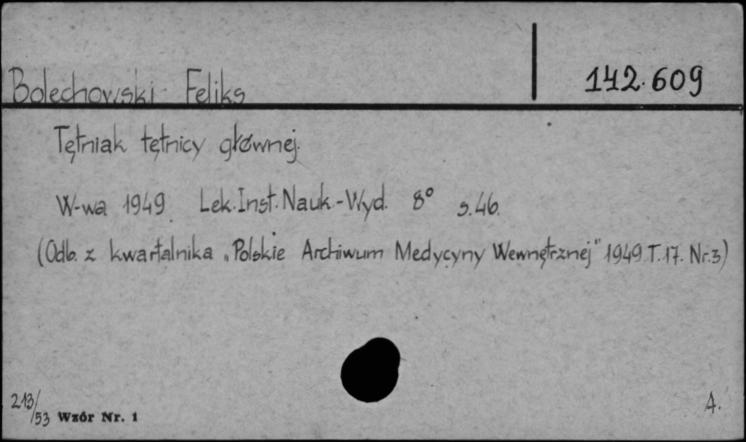 Bolechowski Feliks
142.609
Tętniak tętnicy głównej.
W-wa 1949. Lek. Inst. Nauk.-Wyd. 8° s. 46.
(Odb. z kwartalnika „Polskie Archiwum Medycyny Wewnętrznej" 1949. T. 17. Nr. 3)
213/53 Wzór Nr. 1
A.